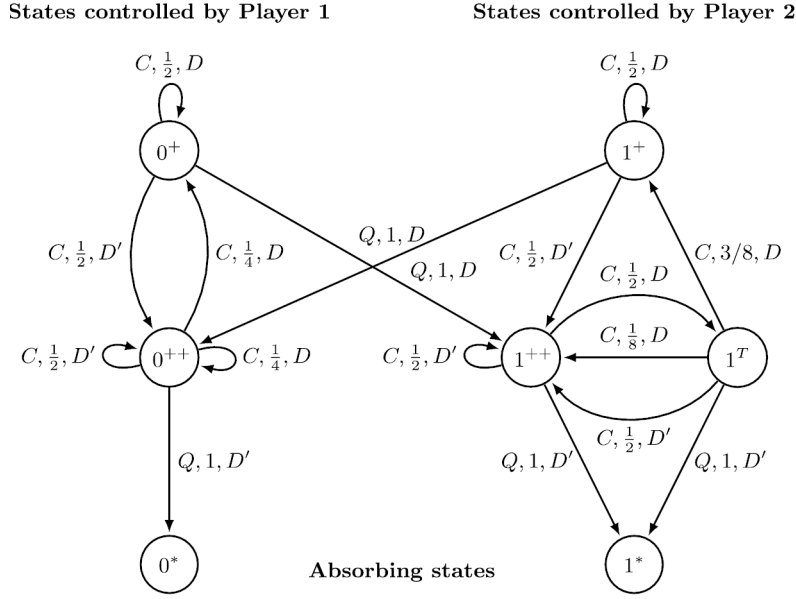 States controlled by Player 1
States controlled by Player 2
C, 1/2, D
C, 1/2, D
0⁺
1⁺
Q, 1, D
C, 1/2, D′
C, 1/4, D
Q, 1, D
C, 1/2, D′
C, 3/8, D
C, 1/2, D
C, 1/8, D
C, 1/2, D′
0⁺⁺
C, 1/4, D
C, 1/2, D′
1⁺⁺
1ᵀ
C, 1/2, D′
Q, 1, D′
Q, 1, D′
Q, 1, D′
0*
Absorbing states
1*